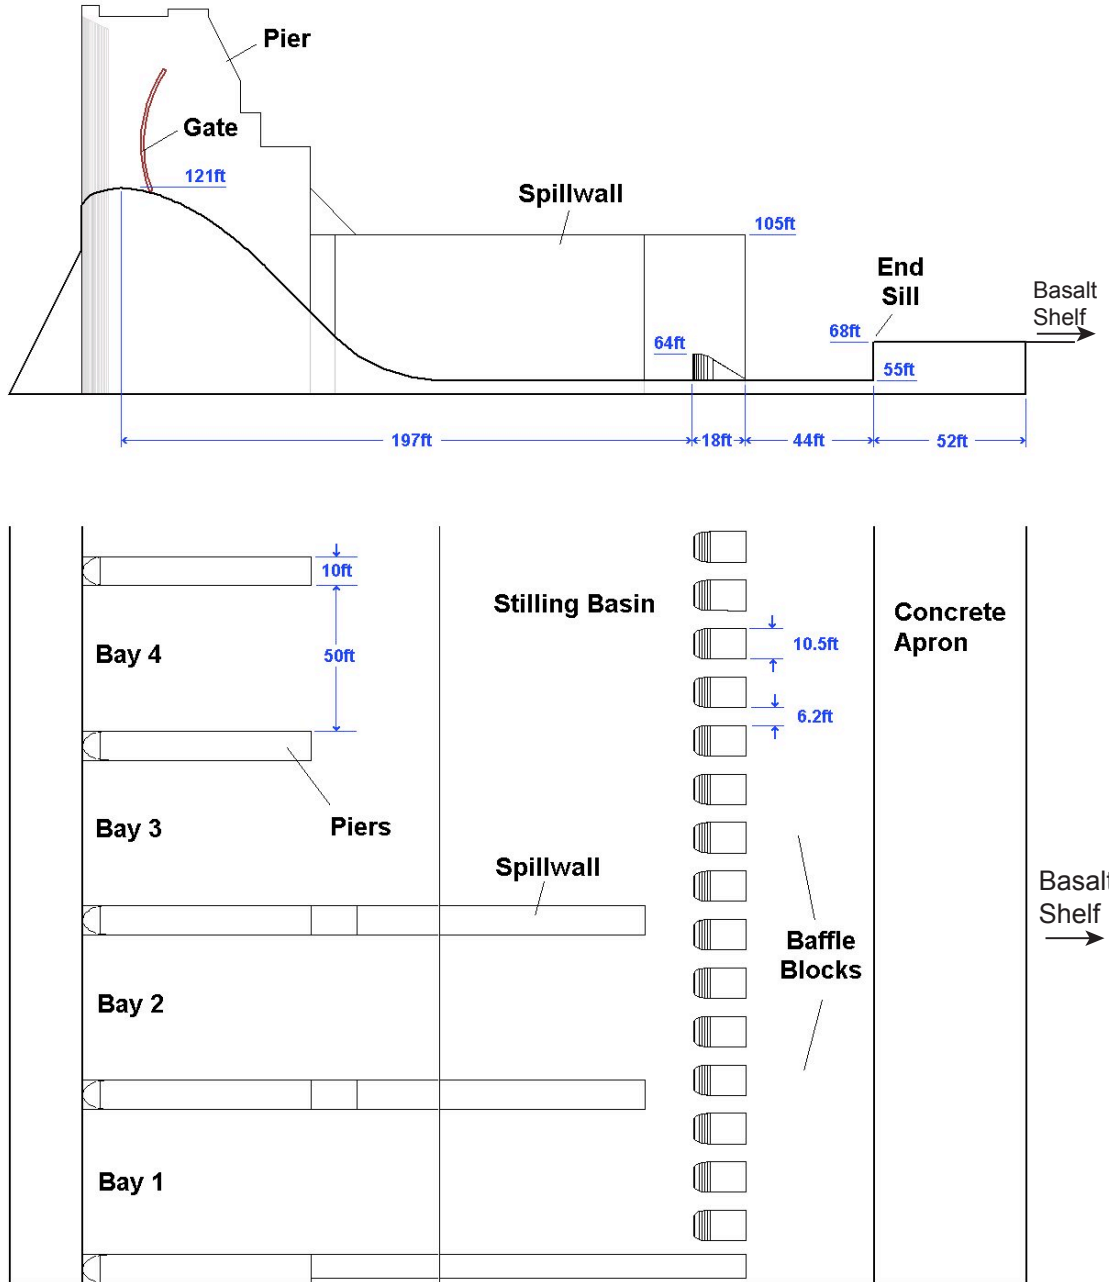 Pier
Gate
121ft
Spillwall
105ft
End
Sill
Basalt
Shelf
68ft
64ft
55ft
197ft
18ft
44ft
52ft
10ft
Stilling Basin
Concrete
Apron
10.5ft
Bay 4
50ft
6.2ft
Bay 3
Piers
Spillwall
Basalt
Shelf
Baffle
Blocks
Bay 2
Bay 1